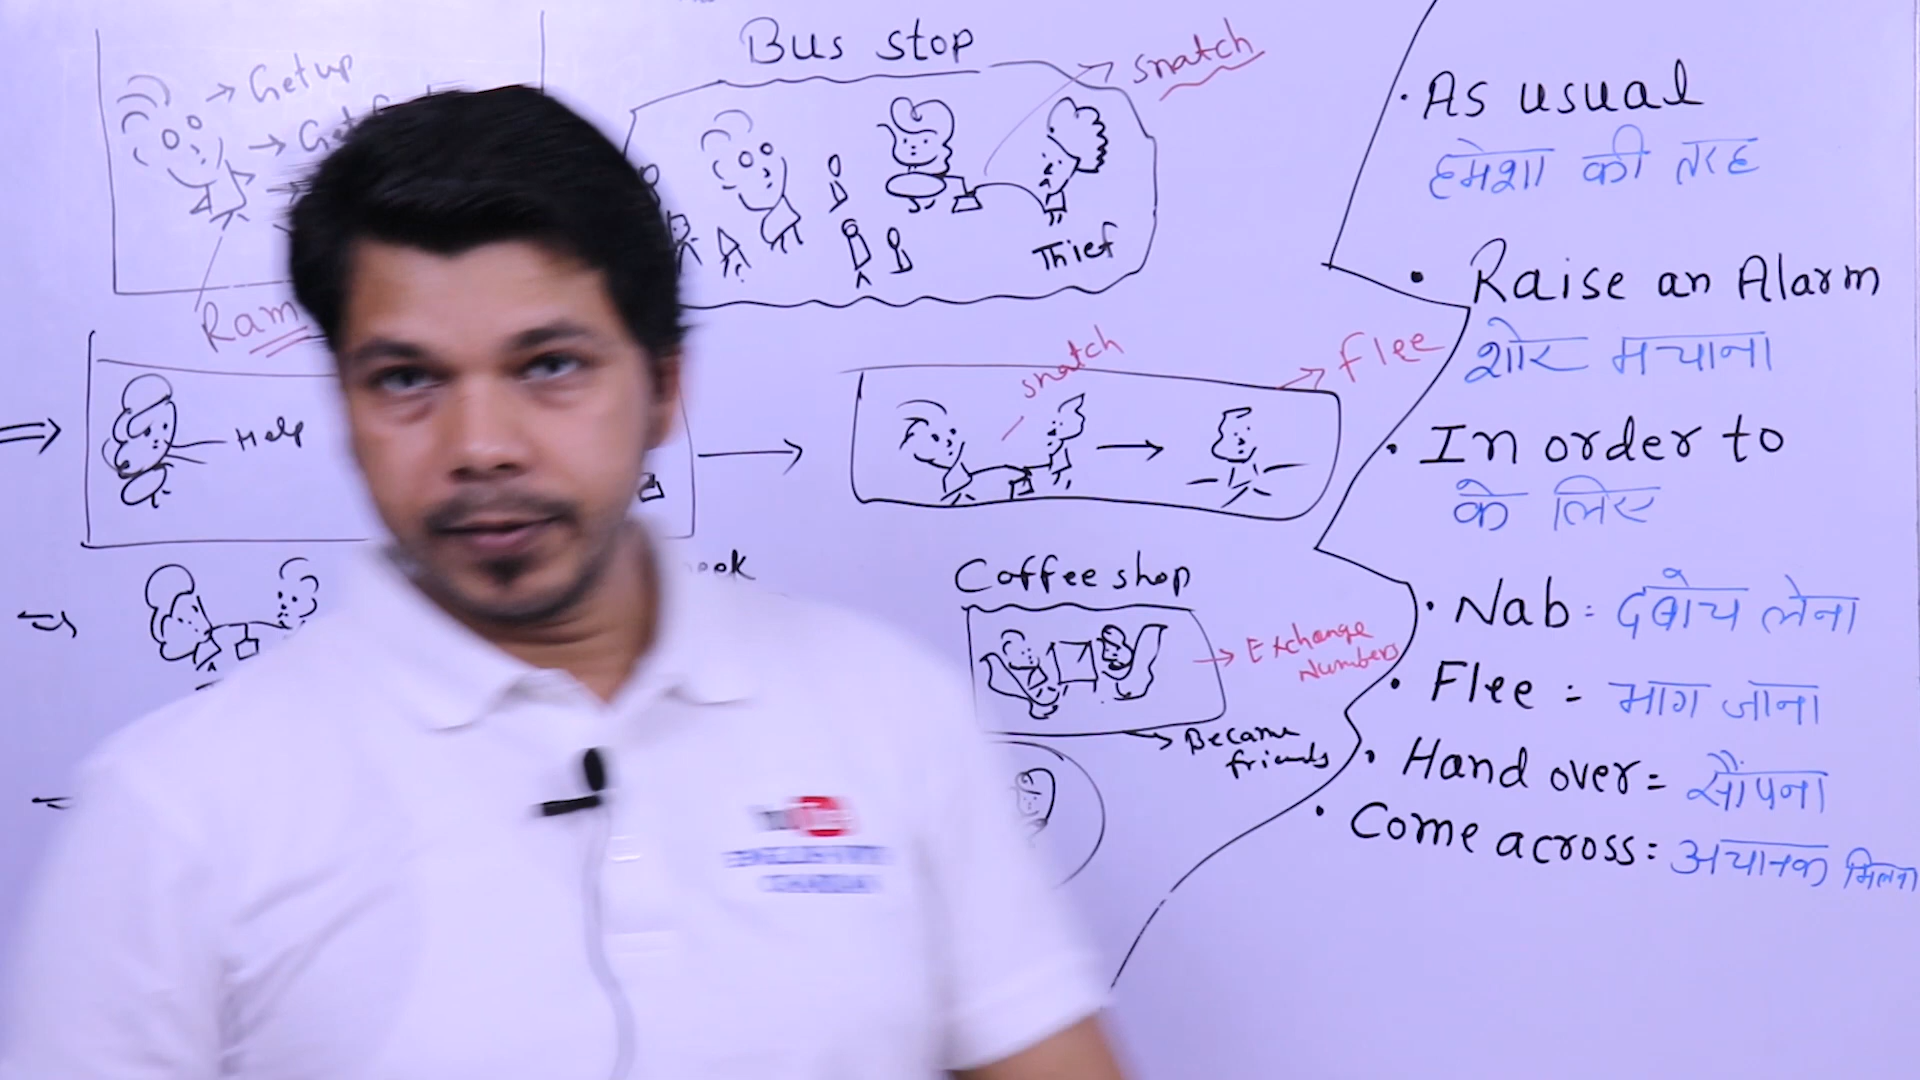 → Get up
→ Get
Ram
Bus stop
snatch
Thief
Help
snatch
Flee
Coffee shop
→ Exchange
Numbers
→ Became
friends
• As usual
हमेशा की तरह
• Raise an Alarm
शोर मचाना
• In order to
के लिए
• Nab = दबोच लेना
• Flee = भाग जाना
• Hand over = सौंपना
• Come across = अचानक मिलना